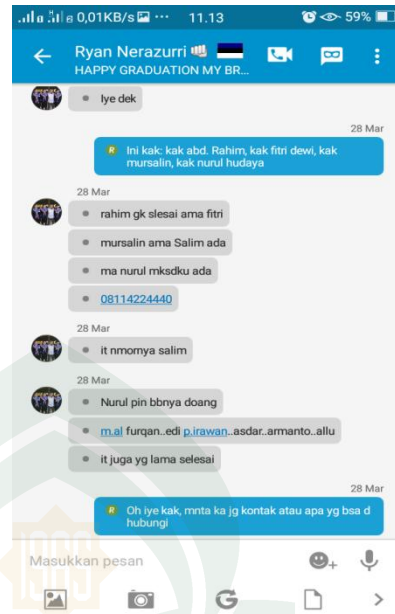 0,01KB/s ... 11.13 59%
Ryan Nerazurri
HAPPY GRADUATION MY BR...
Iye dek
28 Mar
R Ini kak: kak abd. Rahim, kak fitri dewi, kak
mursalin, kak nurul hudaya
28 Mar
rahim gk slesai ama fitri
mursalin ama Salim ada
ma nurul mksdku ada
08114224440
28 Mar
it nmornya salim
28 Mar
Nurul pin bbnya doang
m.al furqan..edi p.irawan..asdar..armanto..allu
it juga yg lama selesai
28 Mar
R Oh iye kak, mnta ka jg kontak atau apa yg bsa d
hubungi
Masukkan pesan
G